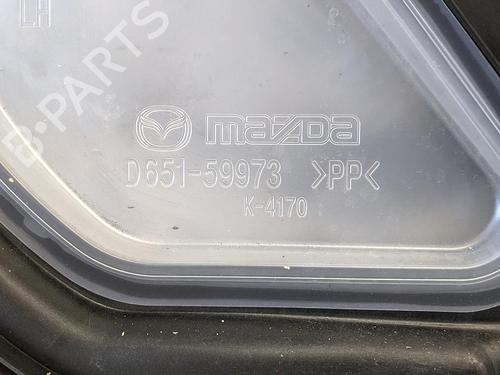 LH
B-PARTS
mazda
D651-59973 >PP<
K-4170